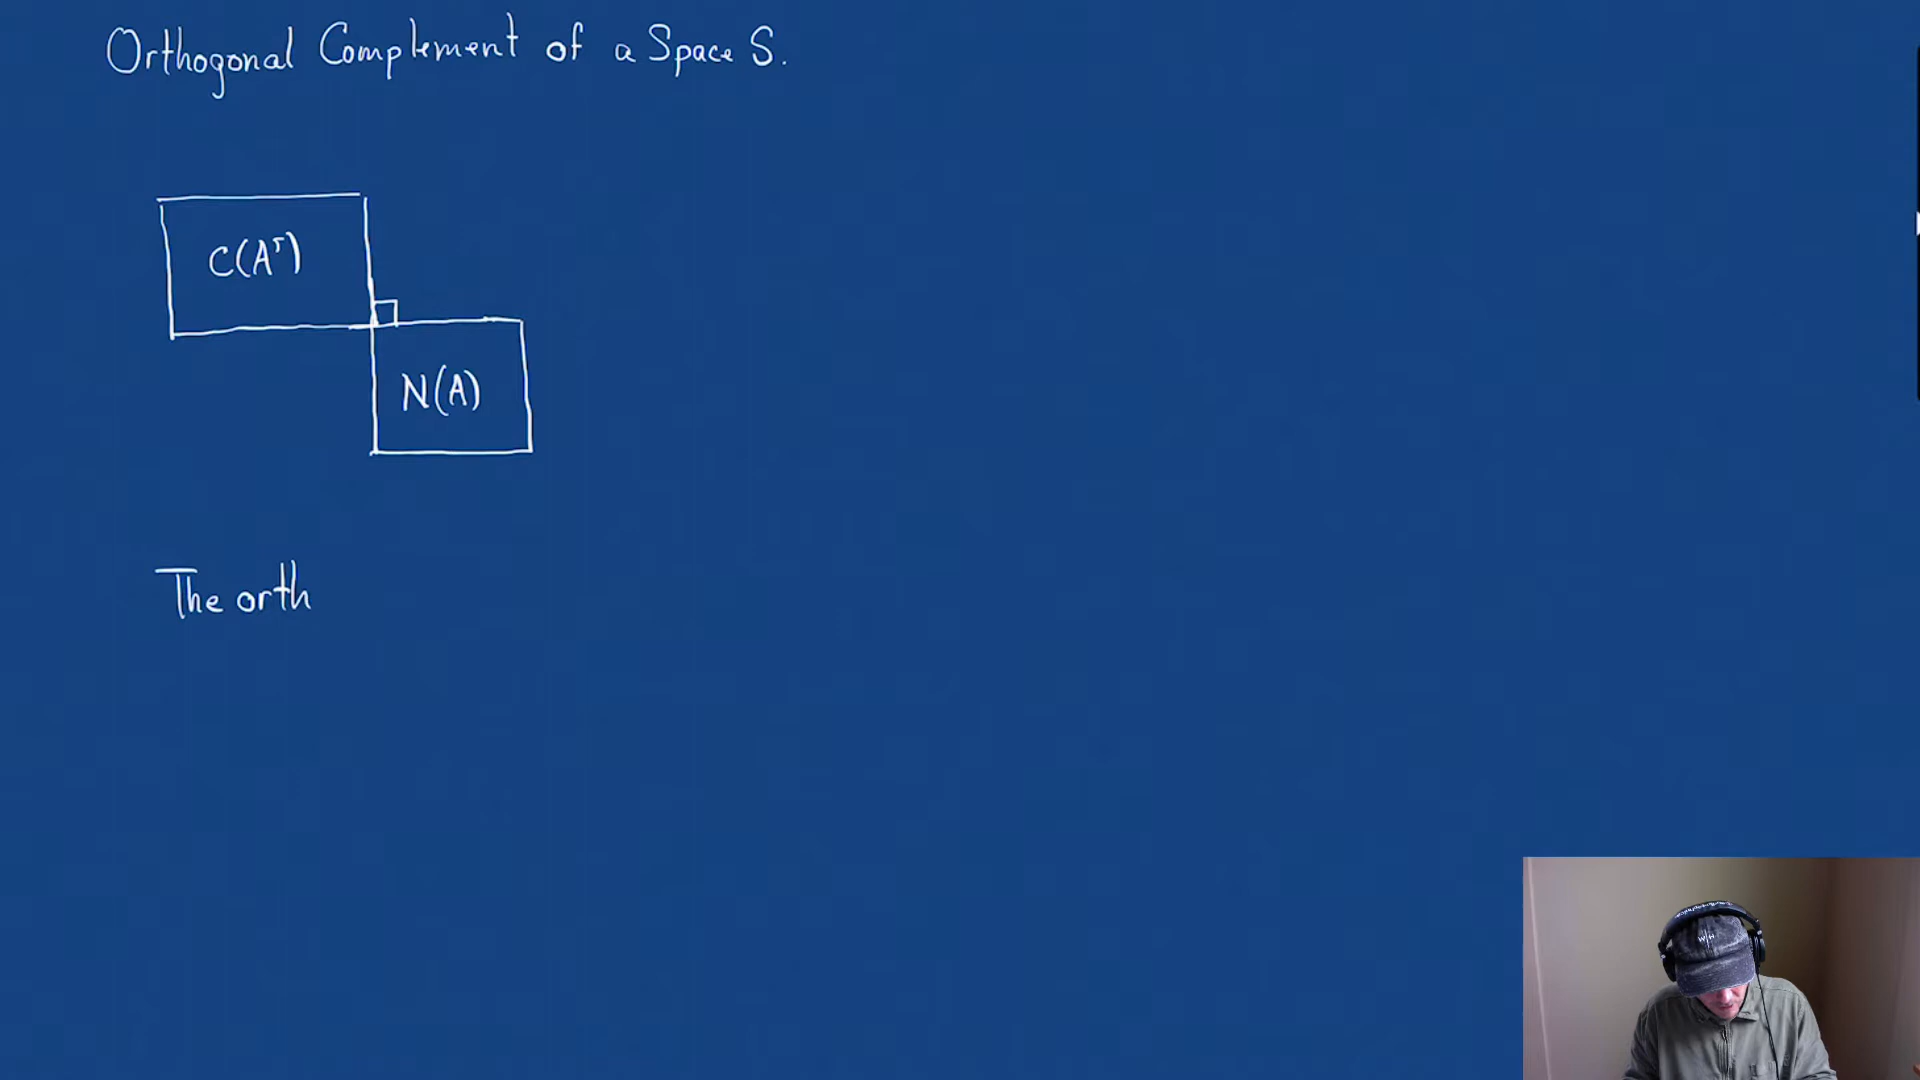 Orthogonal Complement of a Space S.
C(Aᵀ)
N(A)
The orth